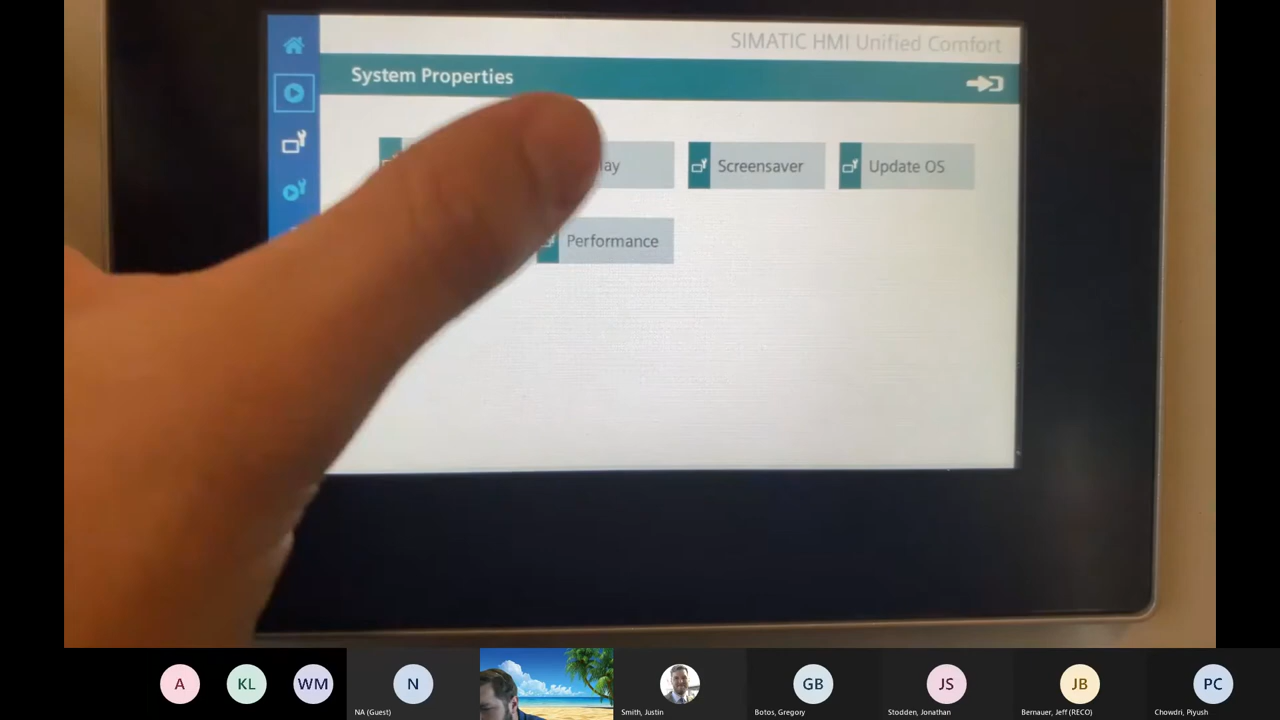 SIMATIC HMI Unified Comfort
System Properties
Screensaver
Update OS
Performance
A
KL
WM
N
GB
JS
JB
PC
NA (Guest)
Smith, Justin
Botos, Gregory
Stodden, Jonathan
Bernauer, Jeff (RECO)
Chowdri, Piyush